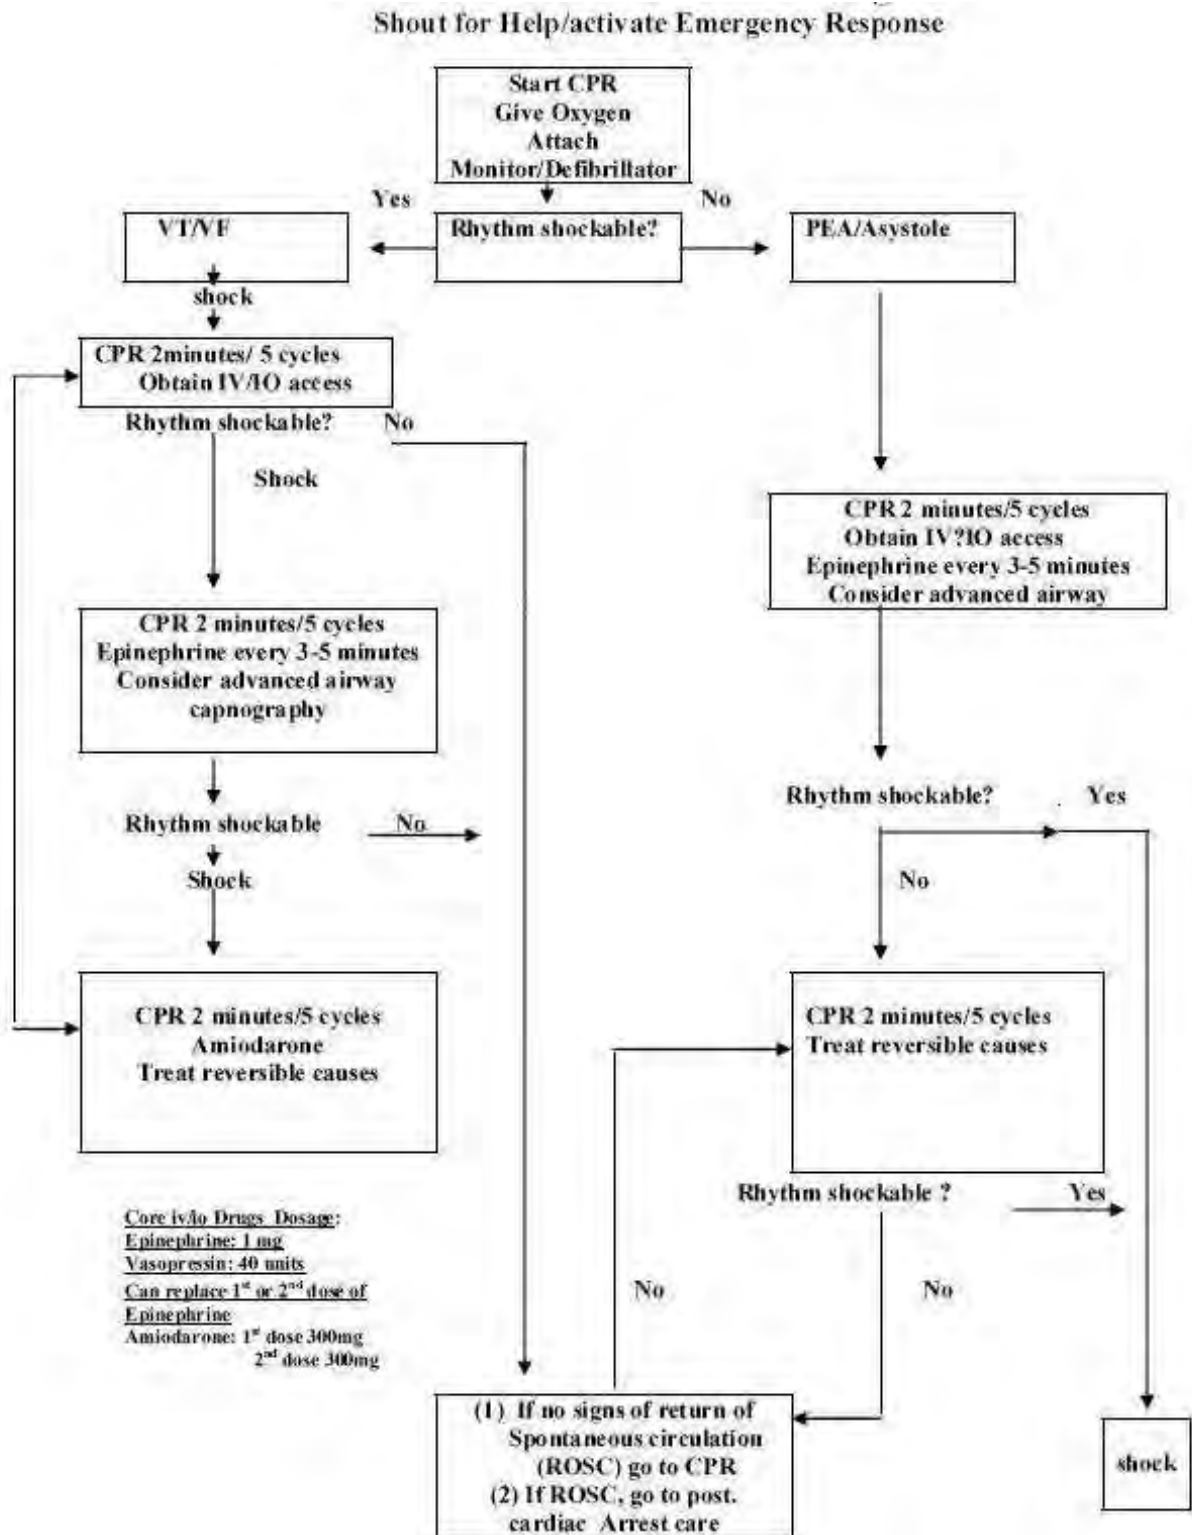 Shout for Help/activate Emergency Response
Start CPR
Give Oxygen
Attach
Monitor/Defibrillator
Yes
No
VT/VF
Rhythm shockable?
PEA/Asystole
shock
CPR 2minutes/ 5 cycles
Obtain IV/IO access
Rhythm shockable?
No
Shock
CPR 2 minutes/5 cycles
Obtain IV?IO access
Epinephrine every 3-5 minutes
Consider advanced airway
CPR 2 minutes/5 cycles
Epinephrine every 3-5 minutes
Consider advanced airway
capnography
Rhythm shockable?
Yes
Rhythm shockable
No
Shock
No
CPR 2 minutes/5 cycles
Amiodarone
Treat reversible causes
CPR 2 minutes/5 cycles
Treat reversible causes
Rhythm shockable ?
Yes
Core iv/io Drugs Dosage:
Epinephrine: 1 mg
Vasopressin: 40 units
Can replace 1st or 2nd dose of
Epinephrine
Amiodarone: 1st dose 300mg
2nd dose 300mg
No
No
(1) If no signs of return of
Spontaneous circulation
(ROSC) go to CPR
(2) If ROSC, go to post.
cardiac Arrest care
shock